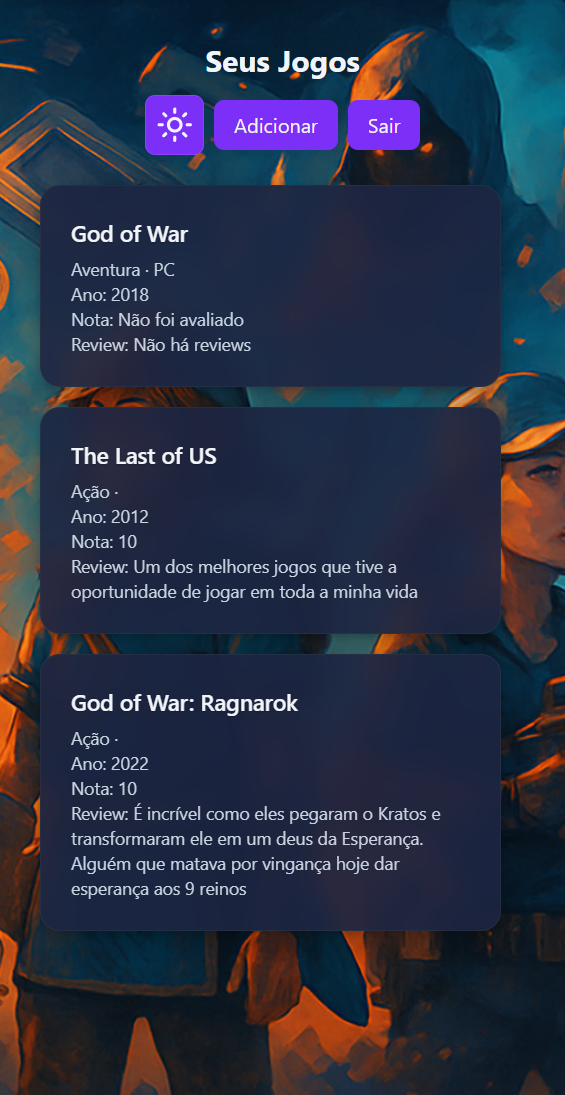 Seus Jogos
Adicionar
Sair
God of War
Aventura · PC
Ano: 2018
Nota: Não foi avaliado
Review: Não há reviews
The Last of US
Ação ·
Ano: 2012
Nota: 10
Review: Um dos melhores jogos que tive a
oportunidade de jogar em toda a minha vida
God of War: Ragnarok
Ação ·
Ano: 2022
Nota: 10
Review: É incrível como eles pegaram o Kratos e
transformaram ele em um deus da Esperança.
Alguém que matava por vingança hoje dar
esperança aos 9 reinos